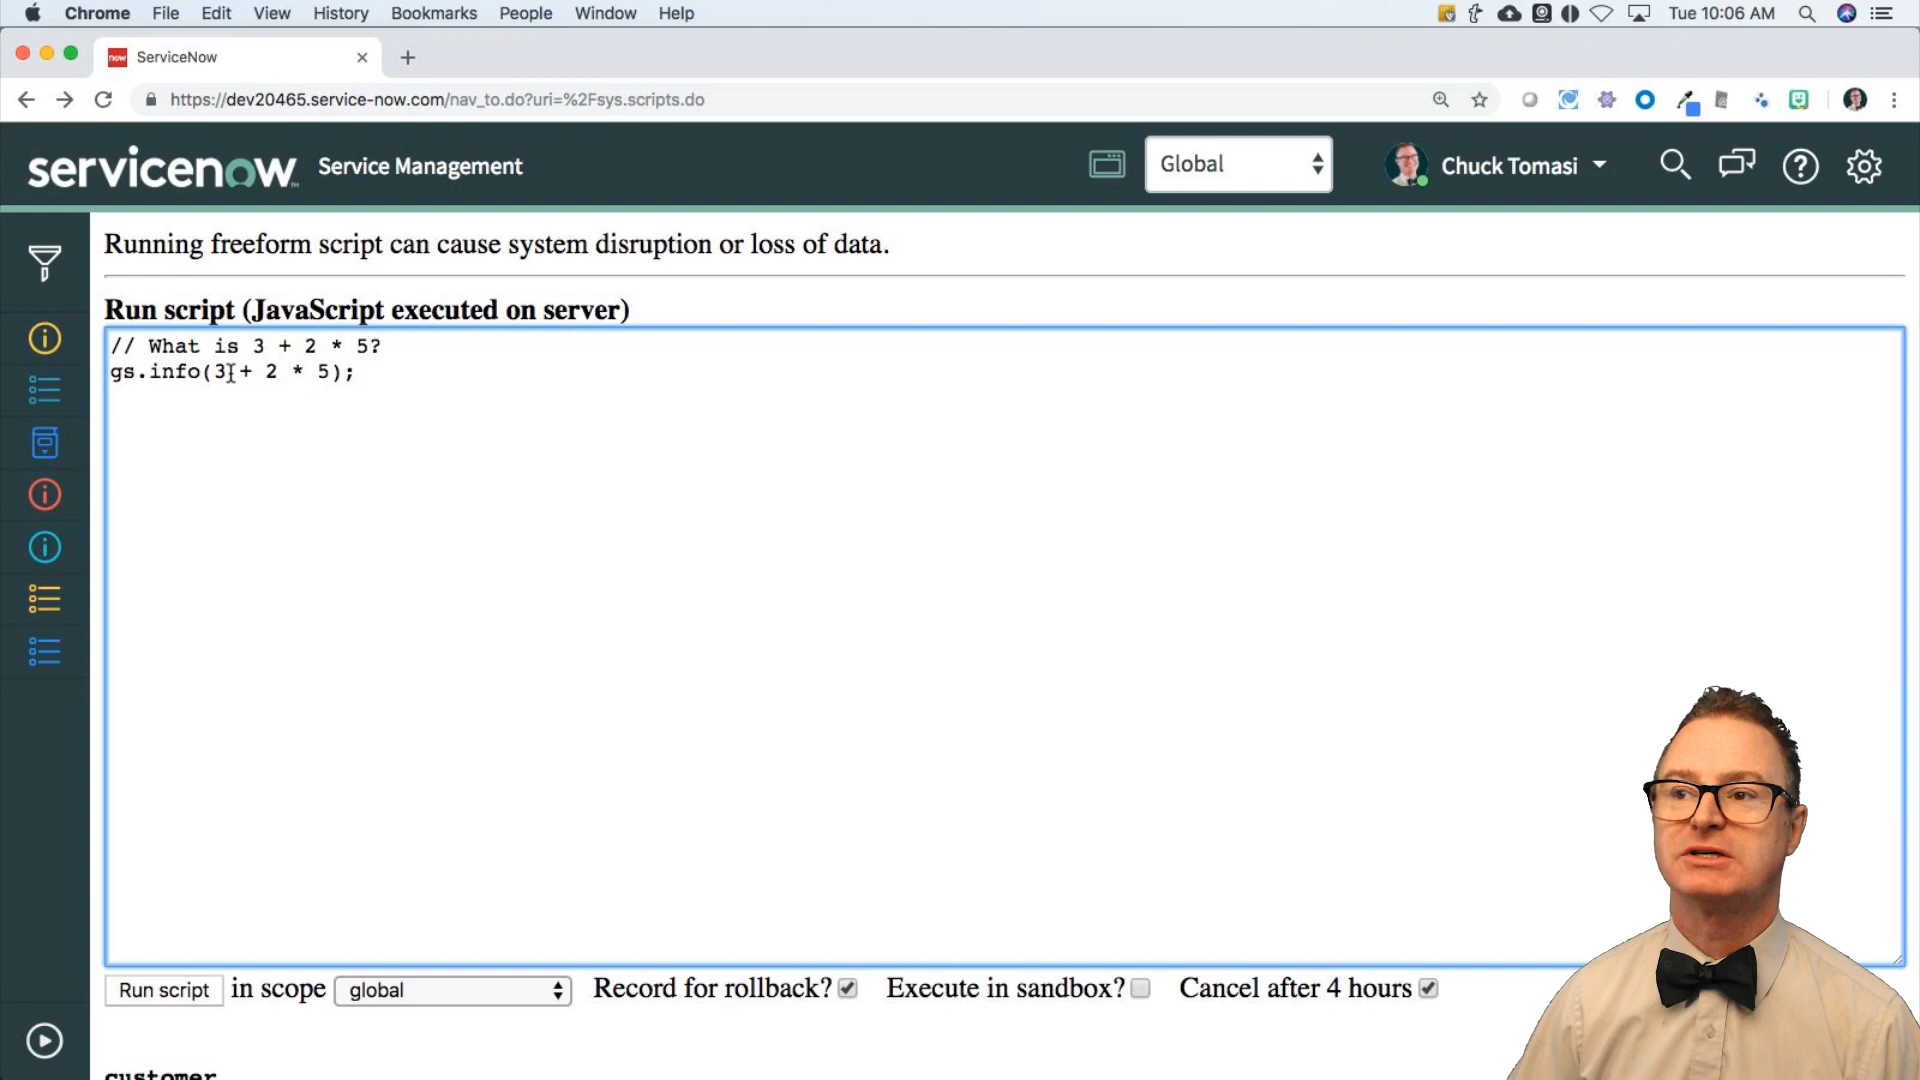 Chrome File Edit View History Bookmarks People Window Help Tue 10:06 AM
now ServiceNow
https://dev20465.service-now.com/nav_to.do?uri=%2Fsys.scripts.do
servicenow Service Management Global Chuck Tomasi
Running freeform script can cause system disruption or loss of data.
Run script (JavaScript executed on server)
// What is 3 + 2 * 5?
gs.info(3 + 2 * 5);
Run script in scope global Record for rollback? Execute in sandbox? Cancel after 4 hours
customer